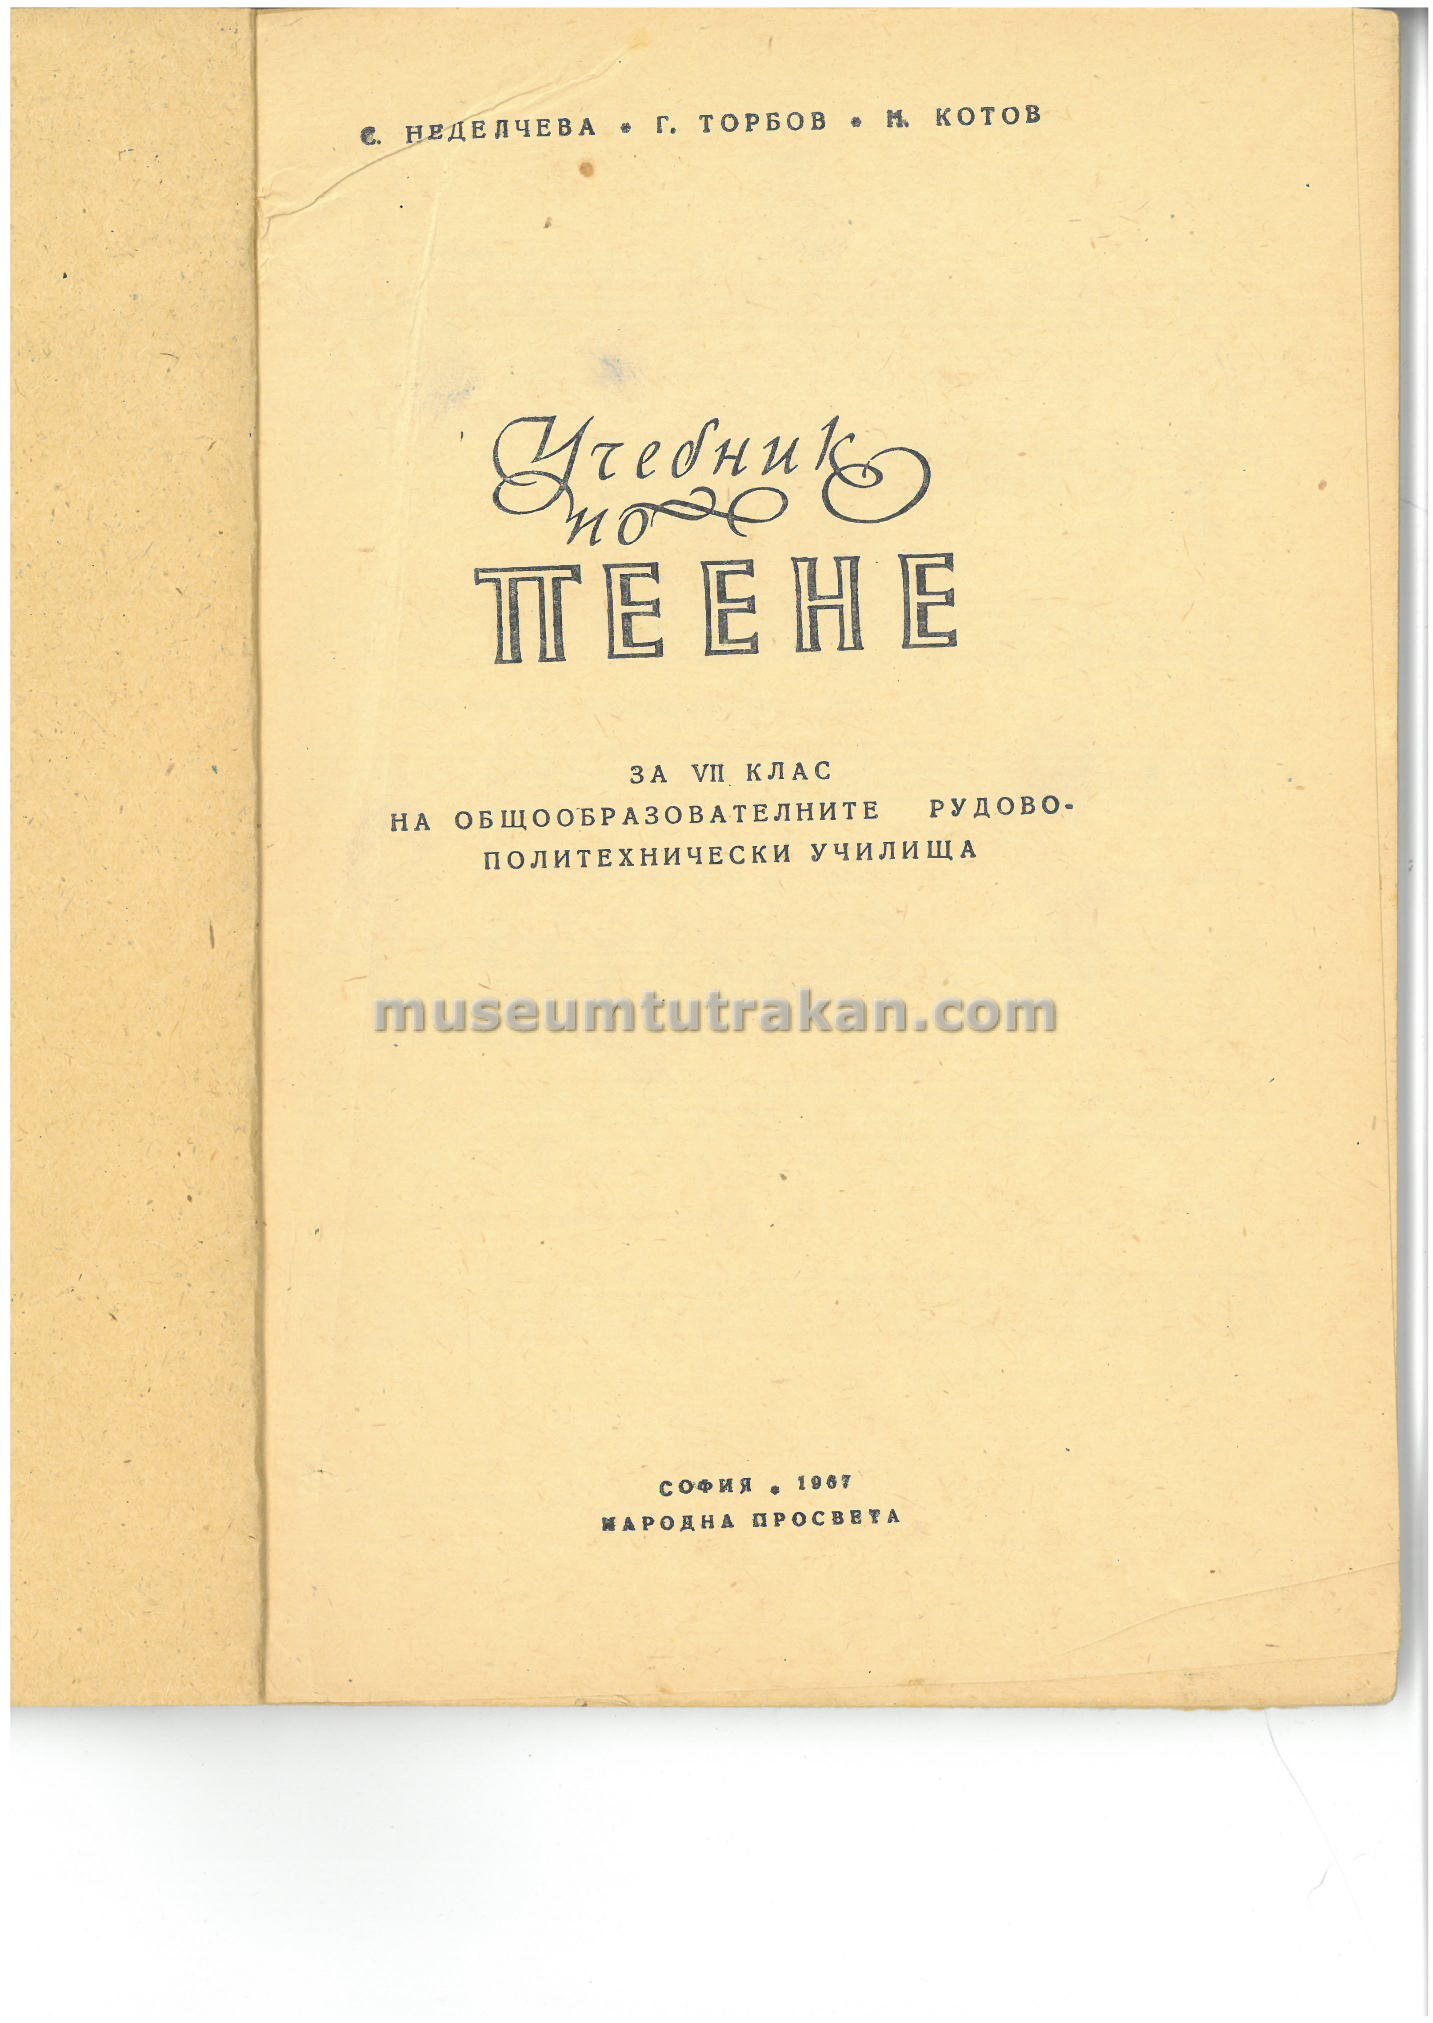 С. НЕДЕЛЧЕВА * Г. ТОРБОВ * Н. КОТОВ
Учебник
по
ПЕЕНЕ
ЗА VII КЛАС
НА ОБЩООБРАЗОВАТЕЛНИТЕ РУДОВО-
ПОЛИТЕХНИЧЕСКИ УЧИЛИЩА
museumtutrakan.com
СОФИЯ * 1967
НАРОДНА ПРОСВЕТА